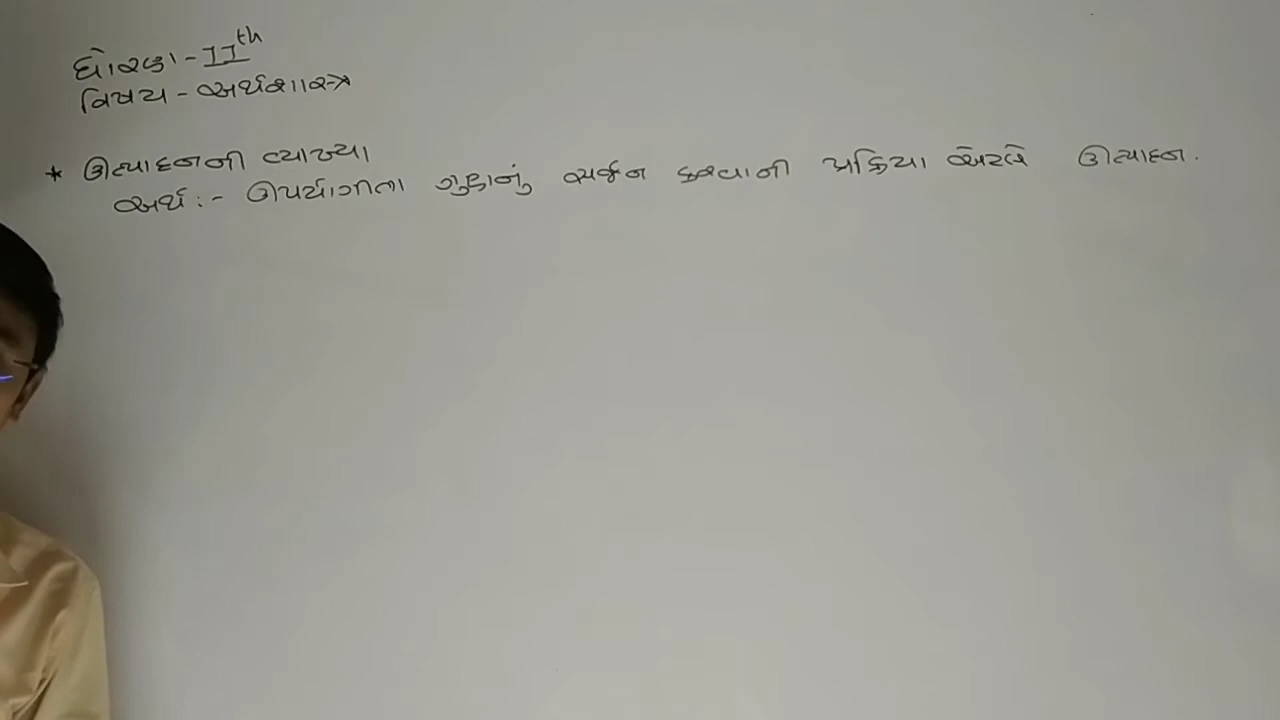 ધોરણ - 11th
વિષય - અર્થશાસ્ત્ર
* ઉત્પાદનની વ્યાખ્યા
અર્થ :- ઉપયોગીતા ગુણનું સર્જન કરવાની પ્રક્રિયા એટલે ઉત્પાદન.